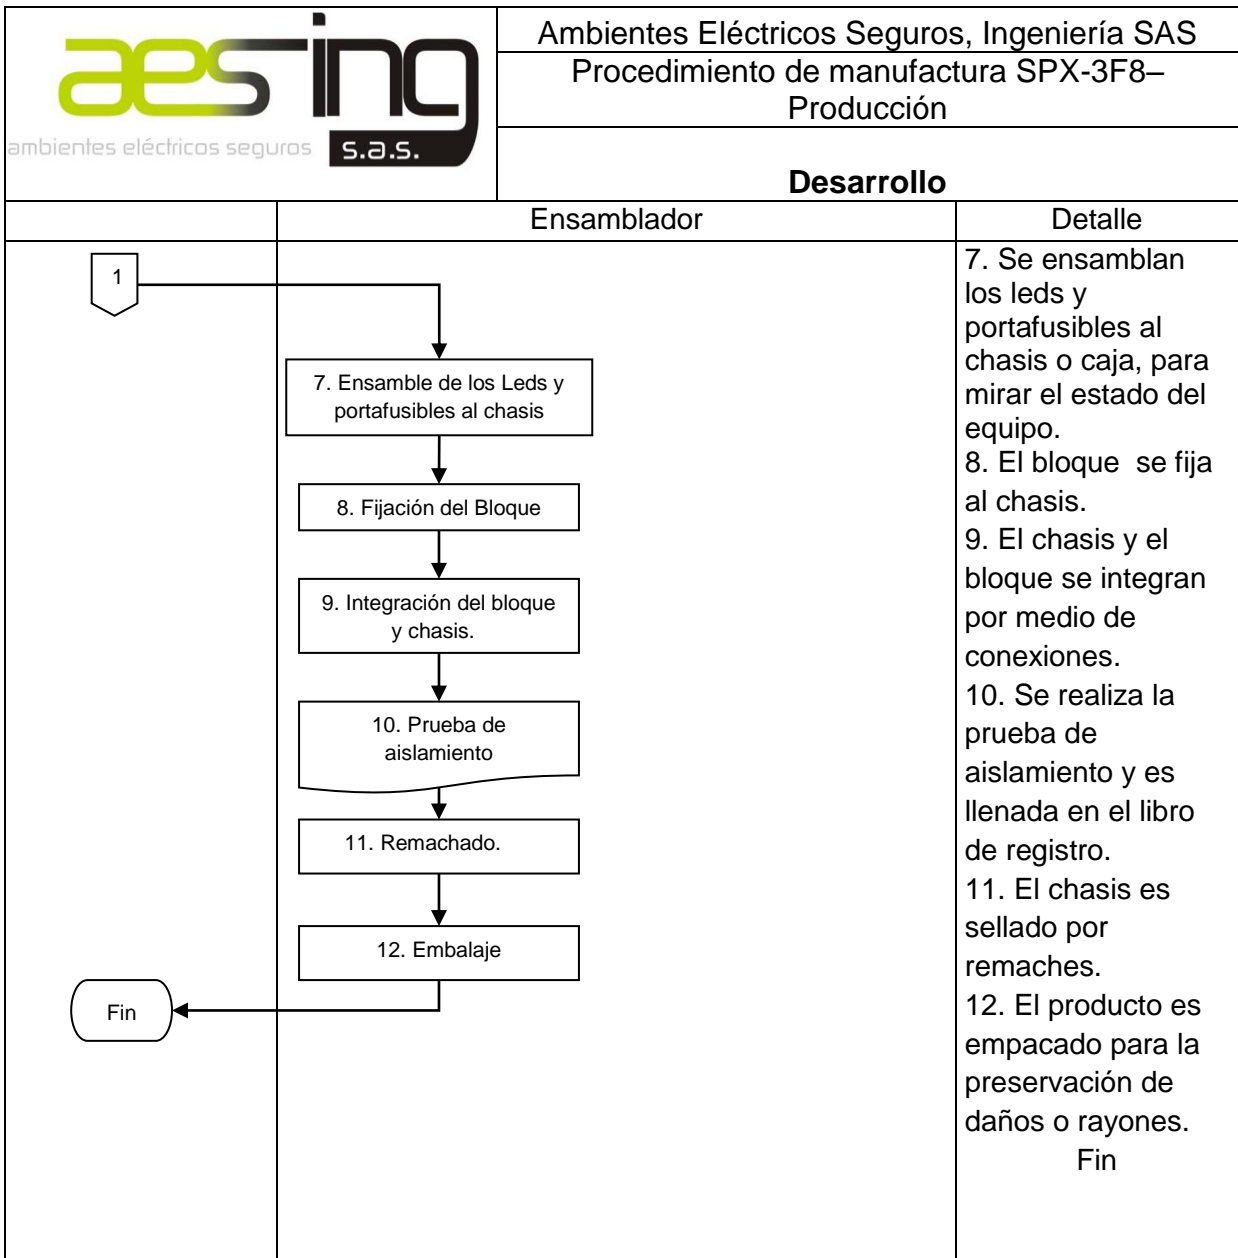 aesing
ambientes eléctricos seguros s.a.s.
Ambientes Eléctricos Seguros, Ingeniería SAS
Procedimiento de manufactura SPX-3F8–
Producción
Desarrollo
Ensamblador
Detalle
1
7. Ensamble de los Leds y
portafusibles al chasis
8. Fijación del Bloque
9. Integración del bloque
y chasis.
10. Prueba de
aislamiento
11. Remachado.
12. Embalaje
Fin
7. Se ensamblan
los leds y
portafusibles al
chasis o caja, para
mirar el estado del
equipo.
8. El bloque  se fija
al chasis.
9. El chasis y el
bloque se integran
por medio de
conexiones.
10. Se realiza la
prueba de
aislamiento y es
llenada en el libro
de registro.
11. El chasis es
sellado por
remaches.
12. El producto es
empacado para la
preservación de
daños o rayones.
Fin